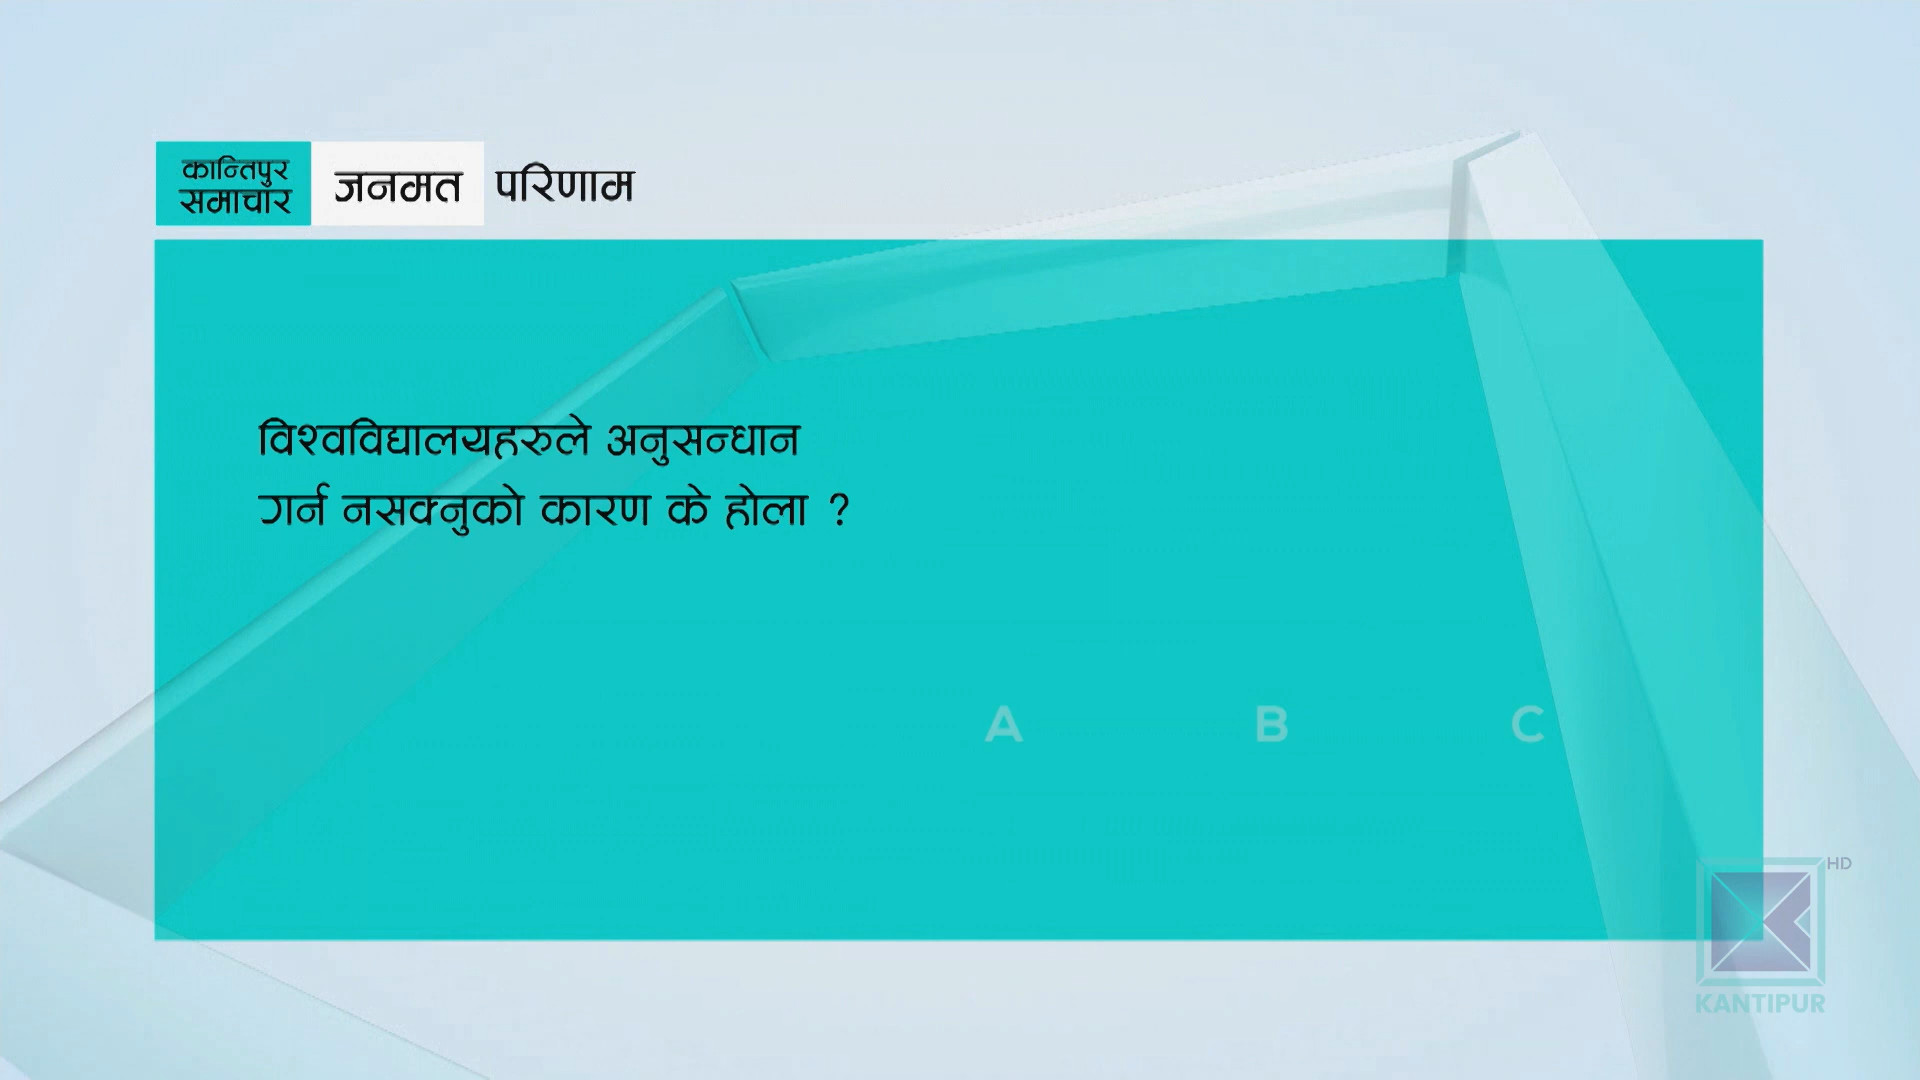 कान्तिपुर
समाचार
जनमत परिणाम
विश्वविद्यालयहरुले अनुसन्धान
गर्न नसक्नुको कारण के होला ?
A B C
HD
KANTIPUR